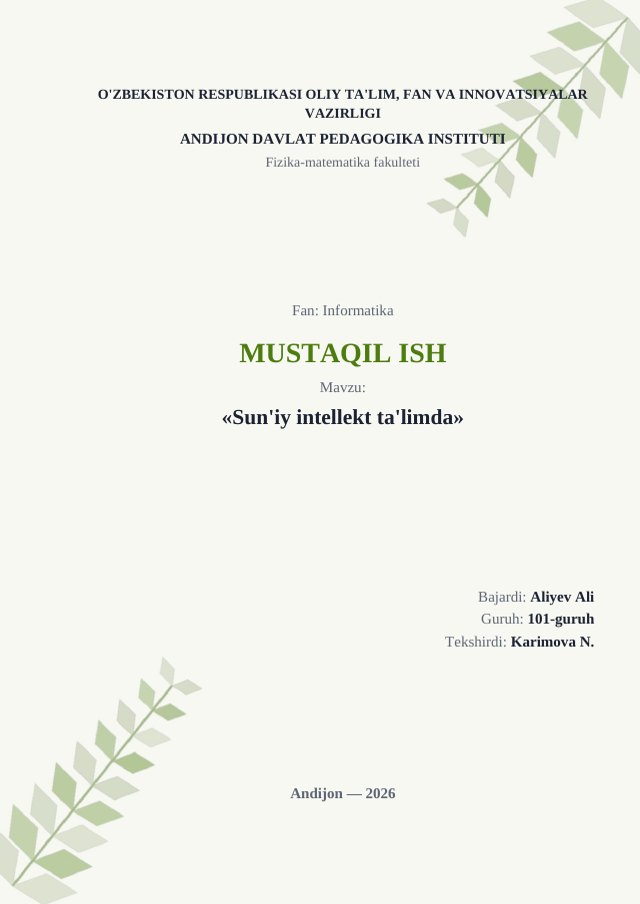 O'ZBEKISTON RESPUBLIKASI OLIY TA'LIM, FAN VA INNOVATSIYALAR
VAZIRLIGI
ANDIJON DAVLAT PEDAGOGIKA INSTITUTI
Fizika-matematika fakulteti
Fan: Informatika
MUSTAQIL ISH
Mavzu:
«Sun'iy intellekt ta'limda»
Bajardi: Aliyev Ali
Guruh: 101-guruh
Tekshirdi: Karimova N.
Andijon — 2026